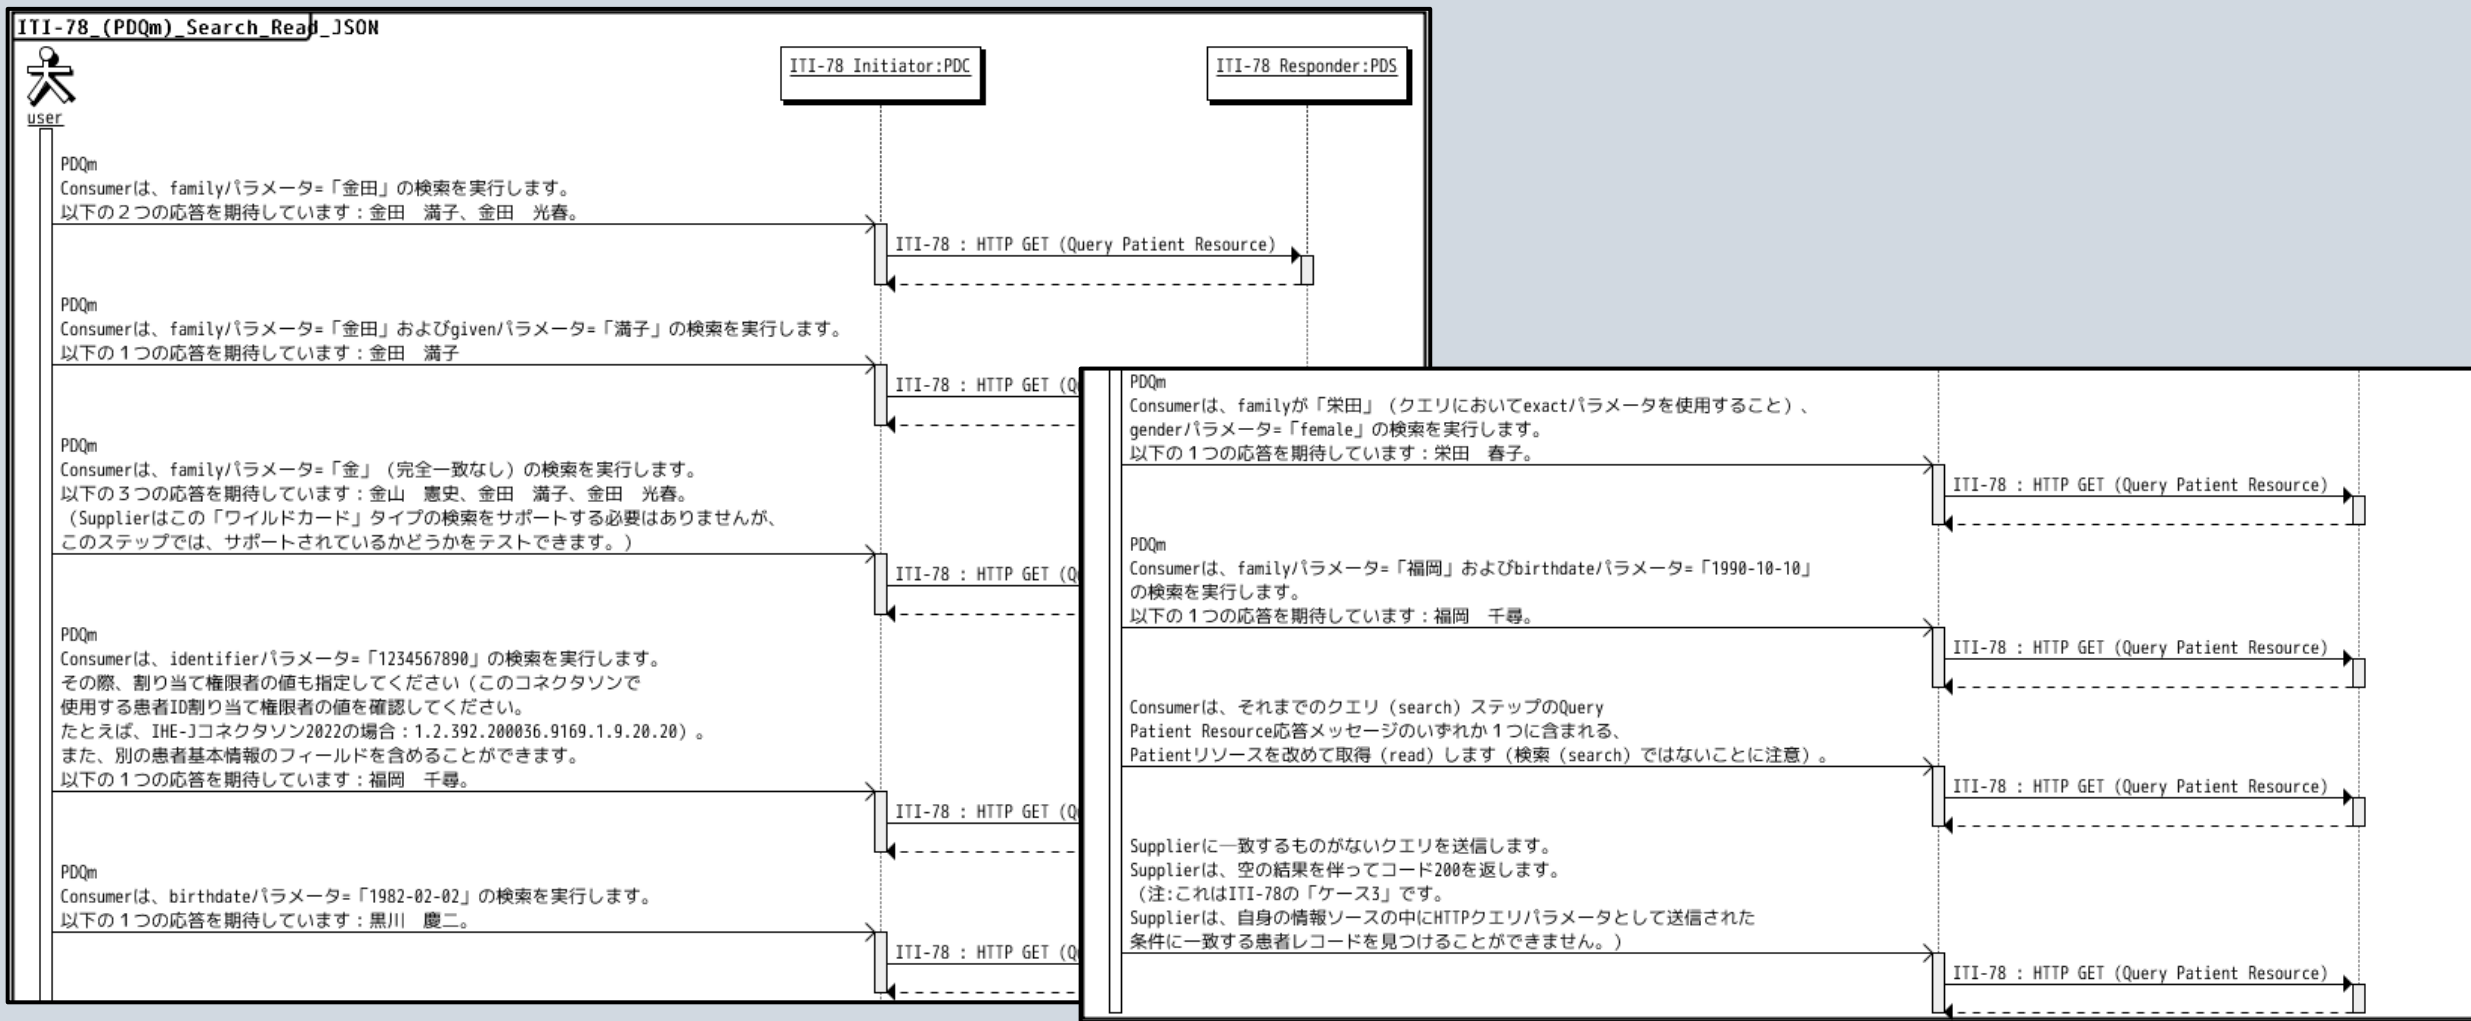 ITI-78_(PDQm)_Search_Read_JSON
user
ITI-78 Initiator:PDC
ITI-78 Responder:PDS
PDQm
Consumerは、familyパラメータ=「金田」の検索を実行します。
以下の２つの応答を期待しています：金田　満子、金田　光春。
ITI-78 : HTTP GET (Query Patient Resource)
PDQm
Consumerは、familyパラメータ=「金田」およびgivenパラメータ=「満子」の検索を実行します。
以下の１つの応答を期待しています：金田　満子
ITI-78 : HTTP GET (Q
PDQm
Consumerは、familyパラメータ=「金」（完全一致なし）の検索を実行します。
以下の３つの応答を期待しています：金山　憲史、金田　満子、金田　光春。
（Supplierはこの「ワイルドカード」タイプの検索をサポートする必要はありませんが、
このステップでは、サポートされているかどうかをテストできます。）
ITI-78 : HTTP GET (Q
PDQm
Consumerは、identifierパラメータ=「1234567890」の検索を実行します。
その際、割り当て権限者の値も指定してください（このコネクタソンで
使用する患者ID割り当て権限者の値を確認してください。
たとえば、IHE-Jコネクタソン2022の場合：1.2.392.200036.9169.1.9.20.20）。
また、別の患者基本情報のフィールドを含めることができます。
以下の１つの応答を期待しています：福岡　千尋。
ITI-78 : HTTP GET (Q
PDQm
Consumerは、birthdateパラメータ=「1982-02-02」の検索を実行します。
以下の１つの応答を期待しています：黒川　慶二。
ITI-78 : HTTP GET (Q
PDQm
Consumerは、familyが「栄田」（クエリにおいてexactパラメータを使用すること）、
genderパラメータ=「female」の検索を実行します。
以下の１つの応答を期待しています：栄田　春子。
ITI-78 : HTTP GET (Query Patient Resource)
PDQm
Consumerは、familyパラメータ=「福岡」およびbirthdateパラメータ=「1990-10-10」
の検索を実行します。
以下の１つの応答を期待しています：福岡　千尋。
ITI-78 : HTTP GET (Query Patient Resource)
Consumerは、それまでのクエリ（search）ステップのQuery
Patient Resource応答メッセージのいずれか１つに含まれる、
Patientリソースを改めて取得（read）します（検索（search）ではないことに注意）。
ITI-78 : HTTP GET (Query Patient Resource)
Supplierに一致するものがないクエリを送信します。
Supplierは、空の結果を伴ってコード200を返します。
（注:これはITI-78の「ケース3」です。
Supplierは、自身の情報ソースの中にHTTPクエリパラメータとして送信された
条件に一致する患者レコードを見つけることができません。）
ITI-78 : HTTP GET (Query Patient Resource)